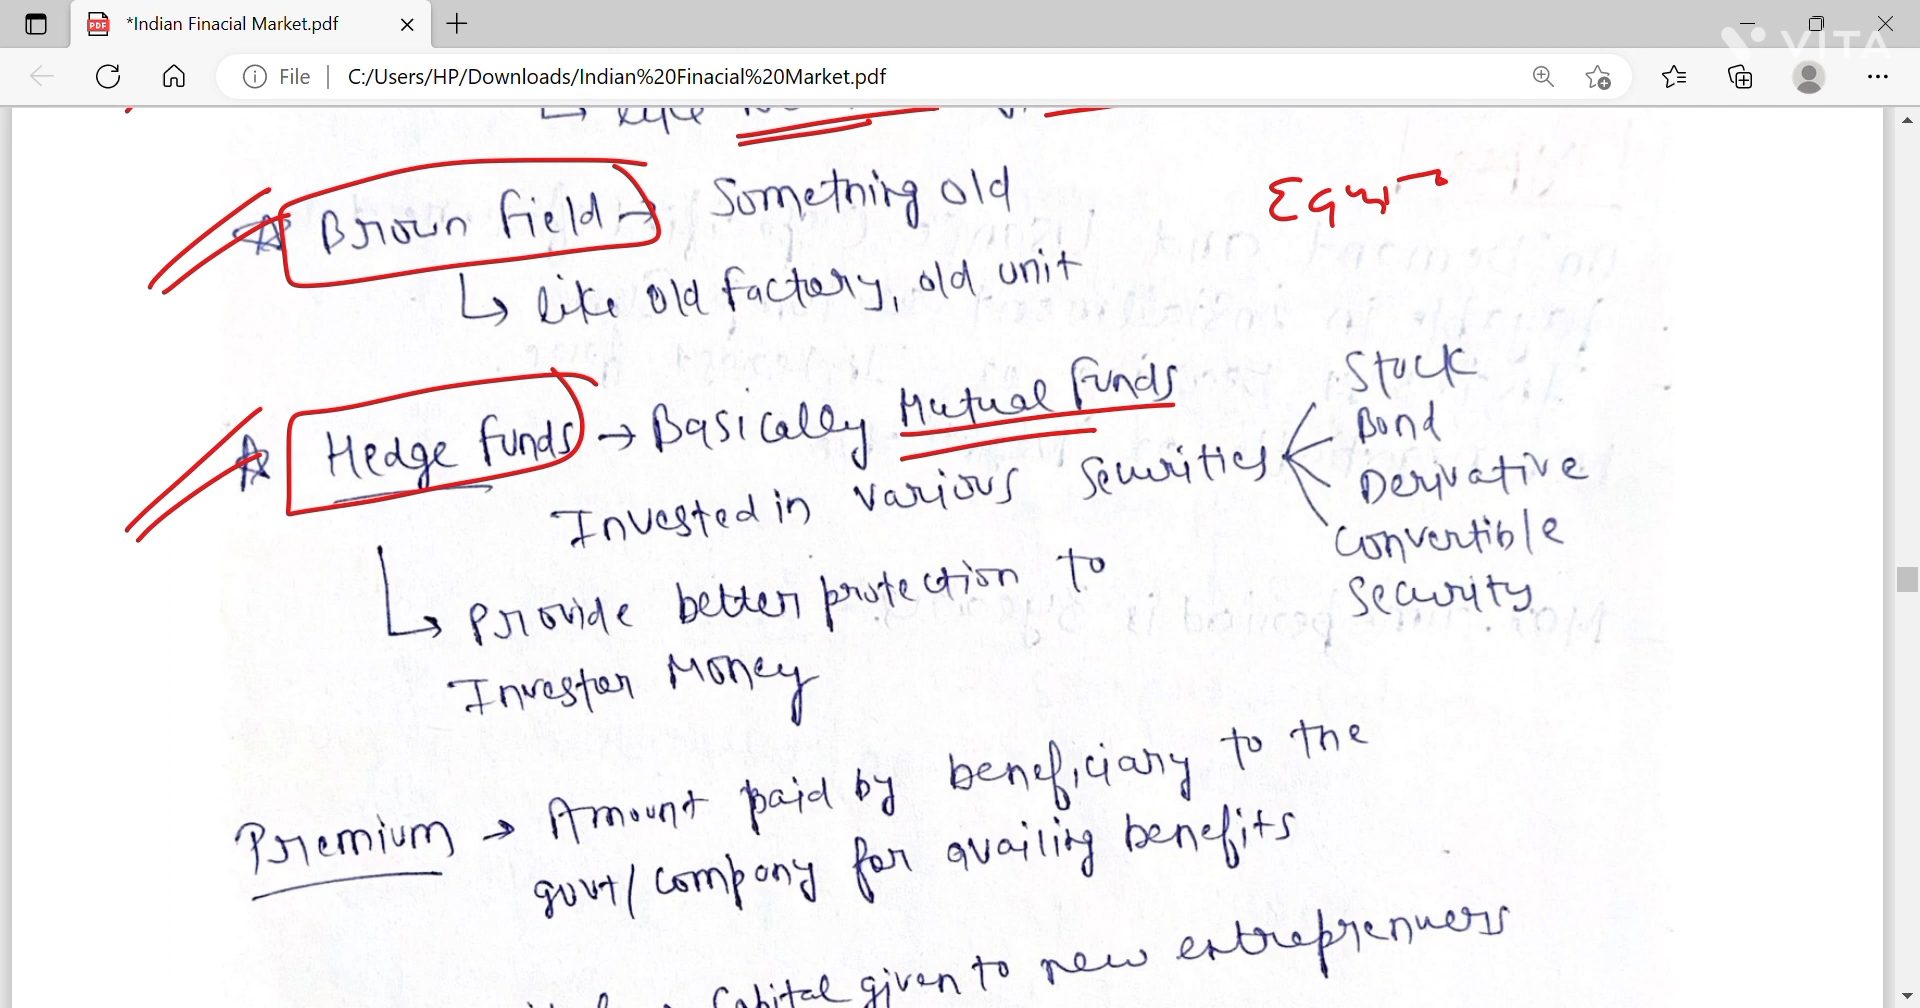 *Indian Finacial Market.pdf
VITA
File
C:/Users/HP/Downloads/Indian%20Finacial%20Market.pdf
Brown field → Something old
Equi
↳ like old factory, old unit
Hedge funds → Basically Mutual funds
Invested in various securities
Stock
Bond
Derivative
Convertible
Security
↳ Provide better protection to
Investor Money
Premium → Amount paid by beneficiary to the
govt/company for availing benefits
Capital given to new entreprenuers